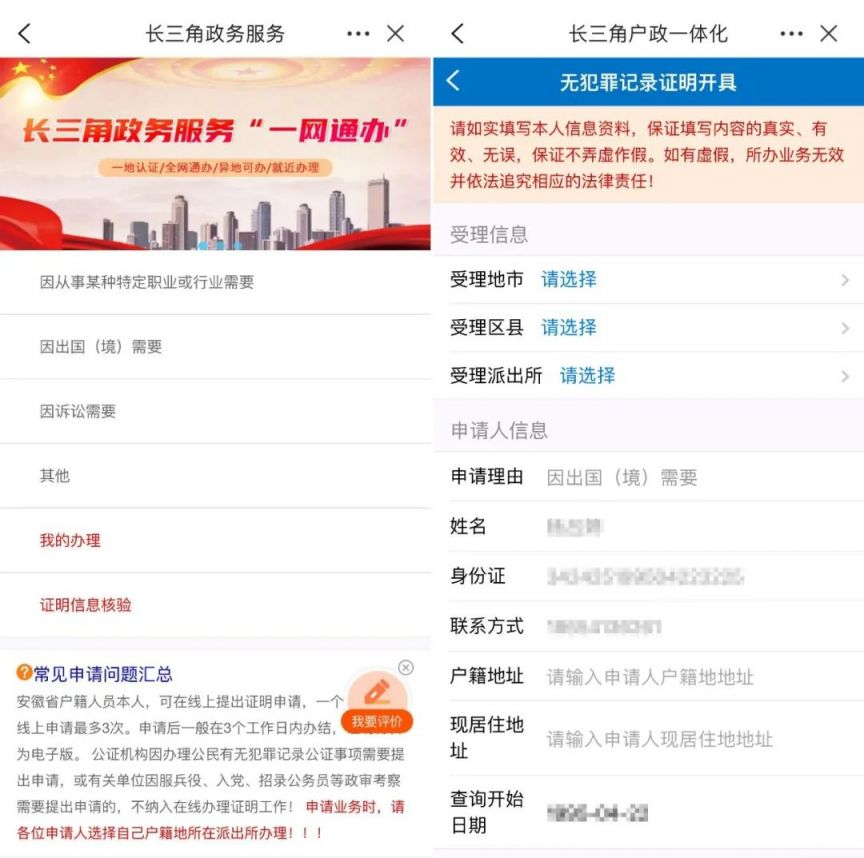 长三角政务服务
长三角政务服务“一网通办”
一地认证/全网通办/异地可办/就近办理
因从事某种特定职业或行业需要
因出国（境）需要
因诉讼需要
其他
我的办理
证明信息核验
常见申请问题汇总
安徽省户籍人员本人，可在线上提出证明申请，一个
线上申请最多3次。申请后一般在3个工作日内办结，
为电子版。 公证机构因办理公民有无犯罪记录公证事项需要提
出申请，或有关单位因服兵役、入党、招录公务员等政审考察
需要提出申请的，不纳入在线办理证明工作！ 申请业务时，请
各位申请人选择自己户籍地所在派出所办理！！！
我要评价
长三角户政一体化
无犯罪记录证明开具
请如实填写本人信息资料，保证填写内容的真实、有
效、无误，保证不弄虚作假。如有虚假，所办业务无效
并依法追究相应的法律责任！
受理信息
受理地市 请选择
受理区县 请选择
受理派出所 请选择
申请人信息
申请理由 因出国（境）需要
姓名
身份证
联系方式
户籍地址 请输入申请人户籍地地址
现居住地
址 请输入申请人现居住地地址
查询开始
日期